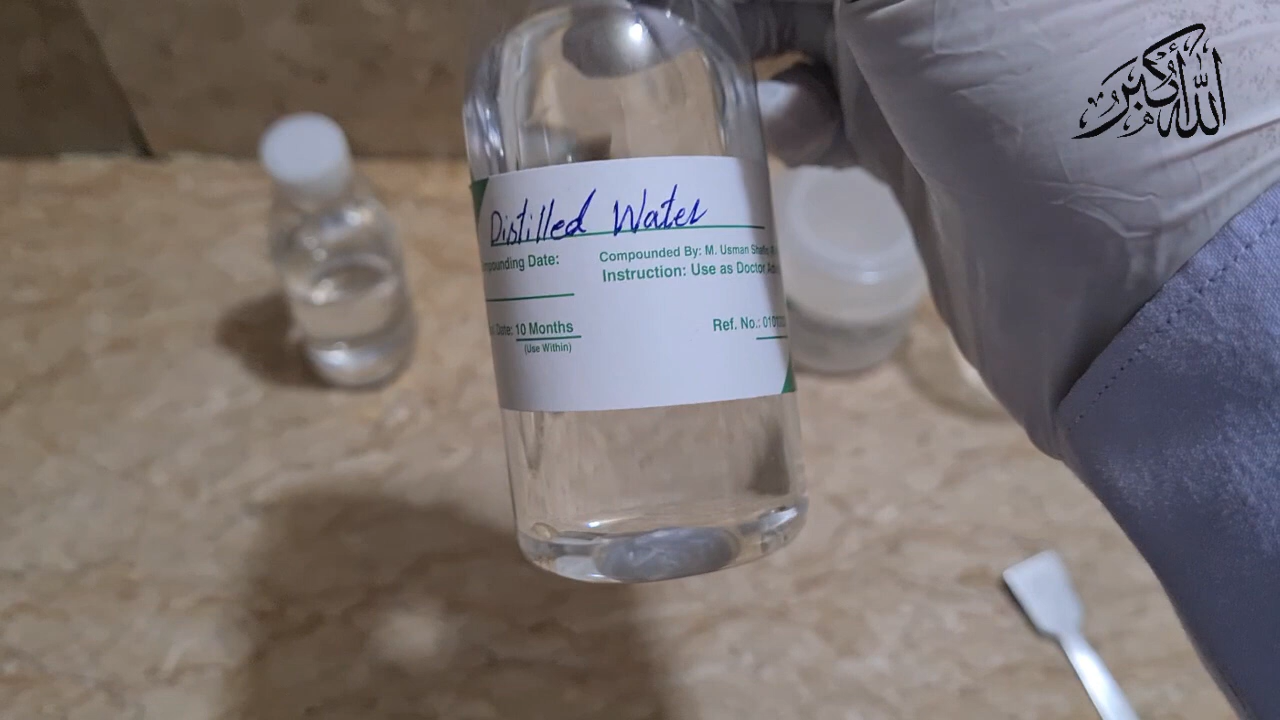 الله أكبر
Distilled Water
Compounded By: M. Usman
Date:
Instruction: Use as Doctor
Date: 10 Months
(Use Within)
Ref. No.: